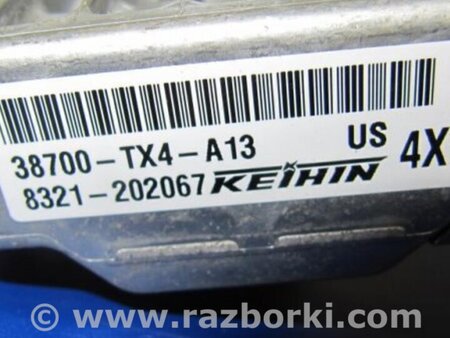 38700-TX4-A13 US 4X
8321-202067 KEIHIN
© www.razborki.com